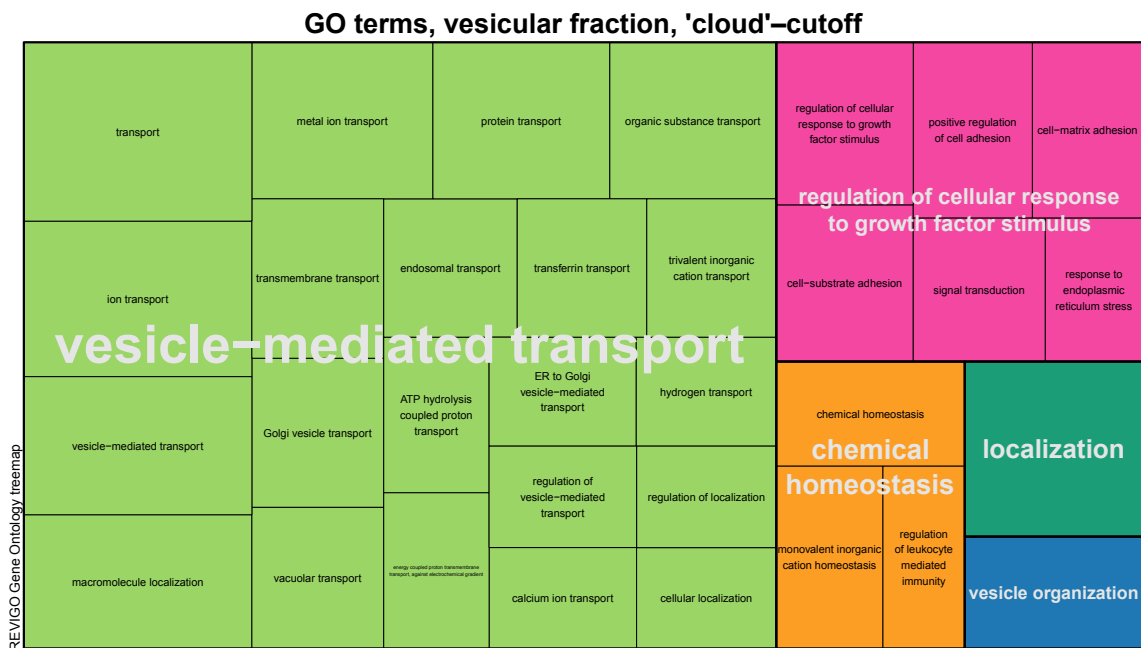 GO terms, vesicular fraction, 'cloud'−cutoff
transport
metal ion transport
protein transport
organic substance transport
ion transport
transmembrane transport
endosomal transport
transferrin transport
trivalent inorganic
cation transport
vesicle−mediated transport
vesicle−mediated transport
Golgi vesicle transport
ATP hydrolysis
coupled proton
transport
ER to Golgi
vesicle−mediated
transport
hydrogen transport
regulation of
vesicle−mediated
transport
regulation of localization
macromolecule localization
vacuolar transport
energy coupled proton transmembrane
transport, against electrochemical gradient
calcium ion transport
cellular localization
regulation of cellular
response to growth
factor stimulus
positive regulation
of cell adhesion
cell−matrix adhesion
regulation of cellular response
to growth factor stimulus
cell−substrate adhesion
signal transduction
response to
endoplasmic
reticulum stress
chemical homeostasis
chemical
homeostasis
monovalent inorganic
cation homeostasis
regulation
of leukocyte
mediated
immunity
localization
vesicle organization
REVIGO Gene Ontology treemap